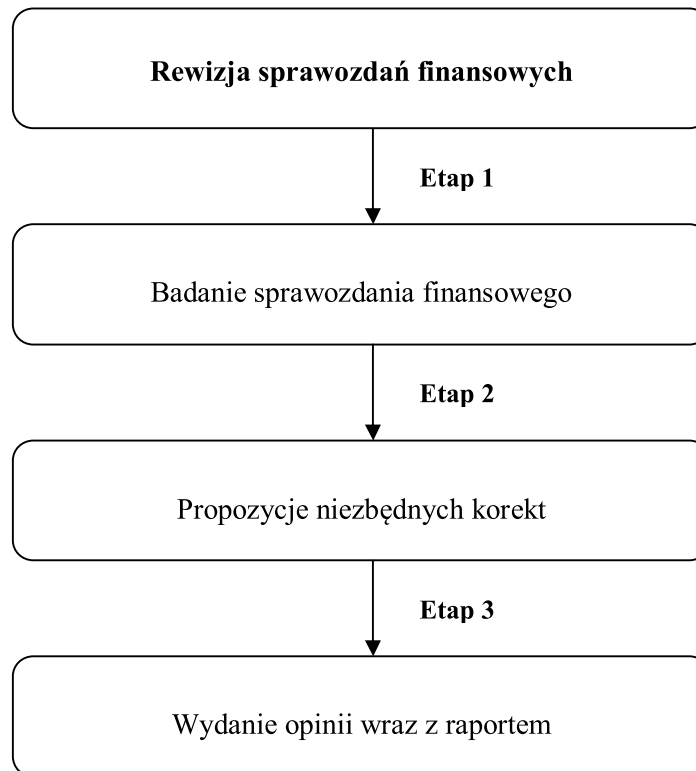 Rewizja sprawozdań finansowych
Etap 1
Badanie sprawozdania finansowego
Etap 2
Propozycje niezbędnych korekt
Etap 3
Wydanie opinii wraz z raportem